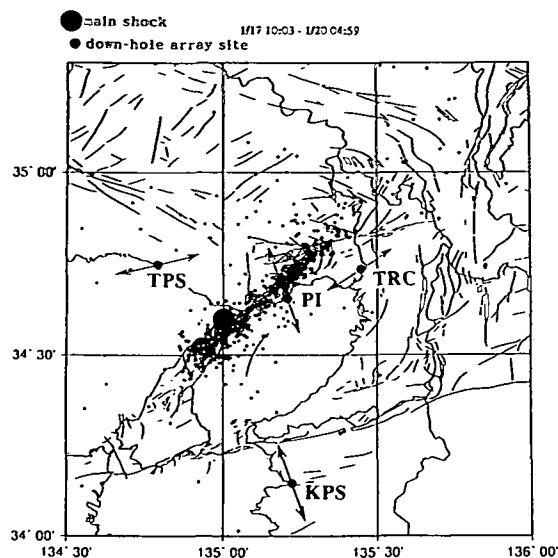 main shock
down-hole array site
1/17 10:03 - 1/20 04:59
35° 00'
TPS
TRC
PI
34° 30'
KPS
34° 00'
134° 30' 135° 00' 135° 30' 136° 00'